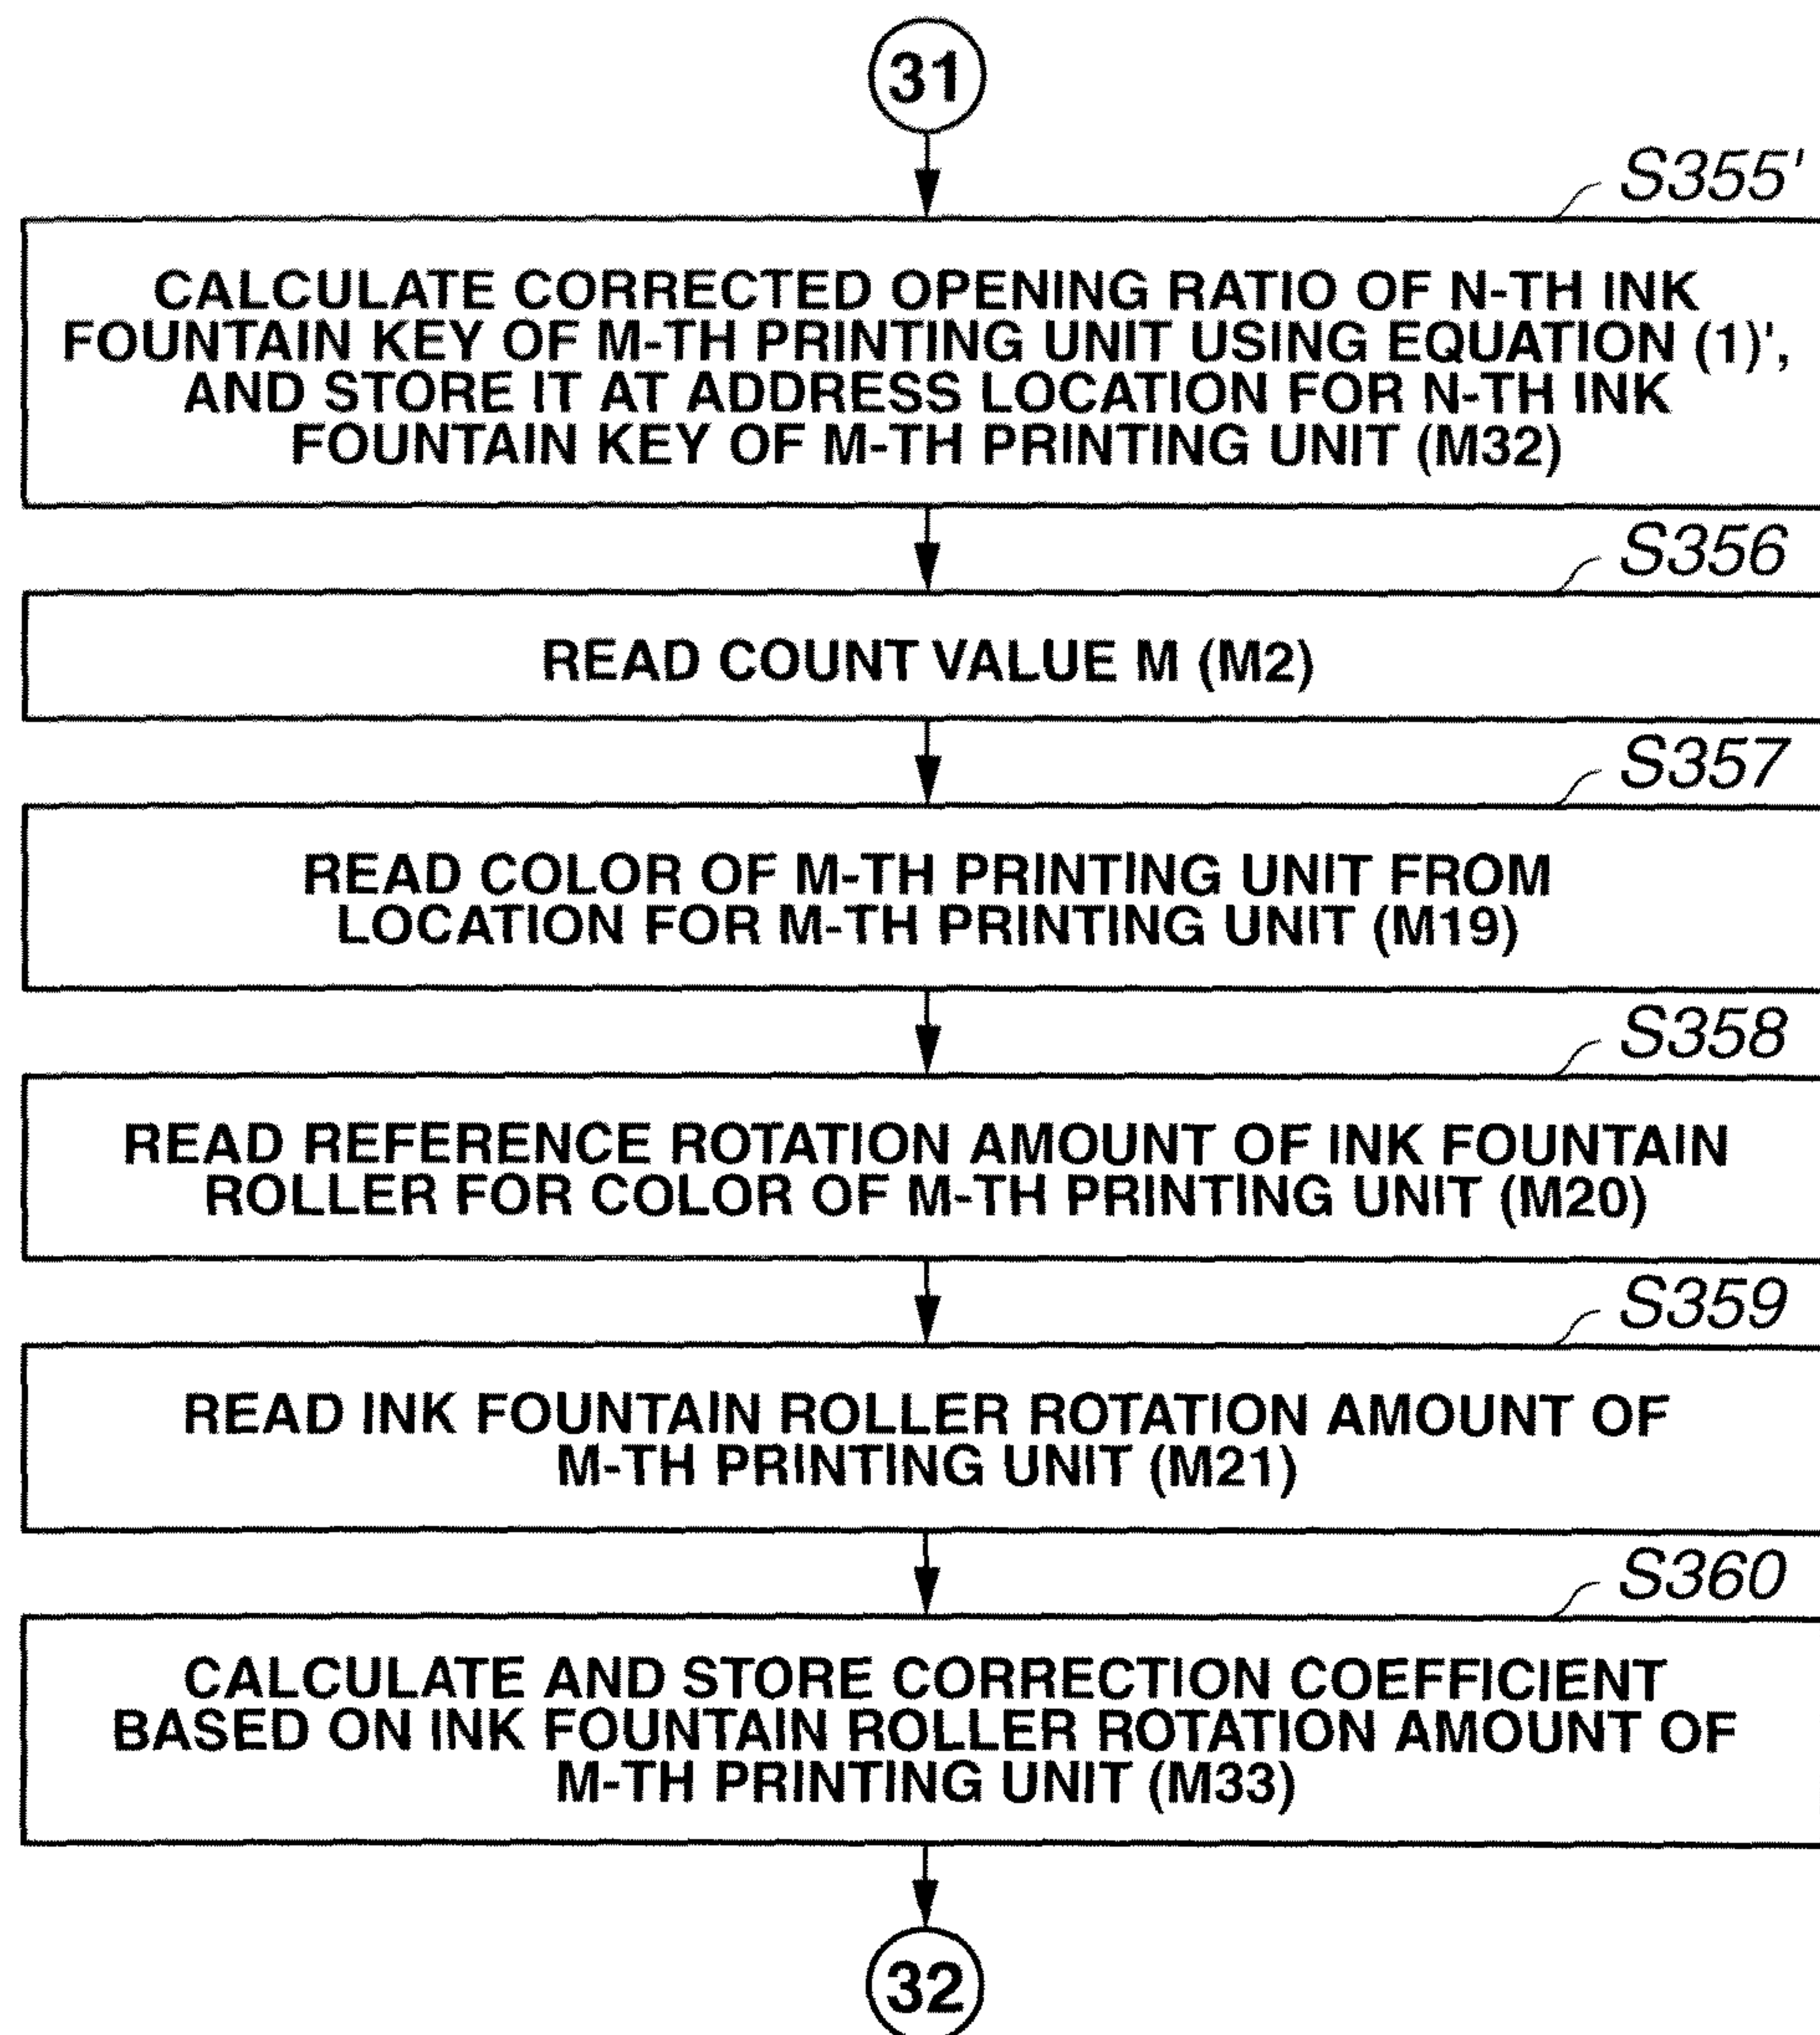 31
S355'
CALCULATE CORRECTED OPENING RATIO OF N-TH INK
FOUNTAIN KEY OF M-TH PRINTING UNIT USING EQUATION (1)',
AND STORE IT AT ADDRESS LOCATION FOR N-TH INK
FOUNTAIN KEY OF M-TH PRINTING UNIT (M32)
S356
READ COUNT VALUE M (M2)
S357
READ COLOR OF M-TH PRINTING UNIT FROM
LOCATION FOR M-TH PRINTING UNIT (M19)
S358
READ REFERENCE ROTATION AMOUNT OF INK FOUNTAIN
ROLLER FOR COLOR OF M-TH PRINTING UNIT (M20)
S359
READ INK FOUNTAIN ROLLER ROTATION AMOUNT OF
M-TH PRINTING UNIT (M21)
S360
CALCULATE AND STORE CORRECTION COEFFICIENT
BASED ON INK FOUNTAIN ROLLER ROTATION AMOUNT OF
M-TH PRINTING UNIT (M33)
32